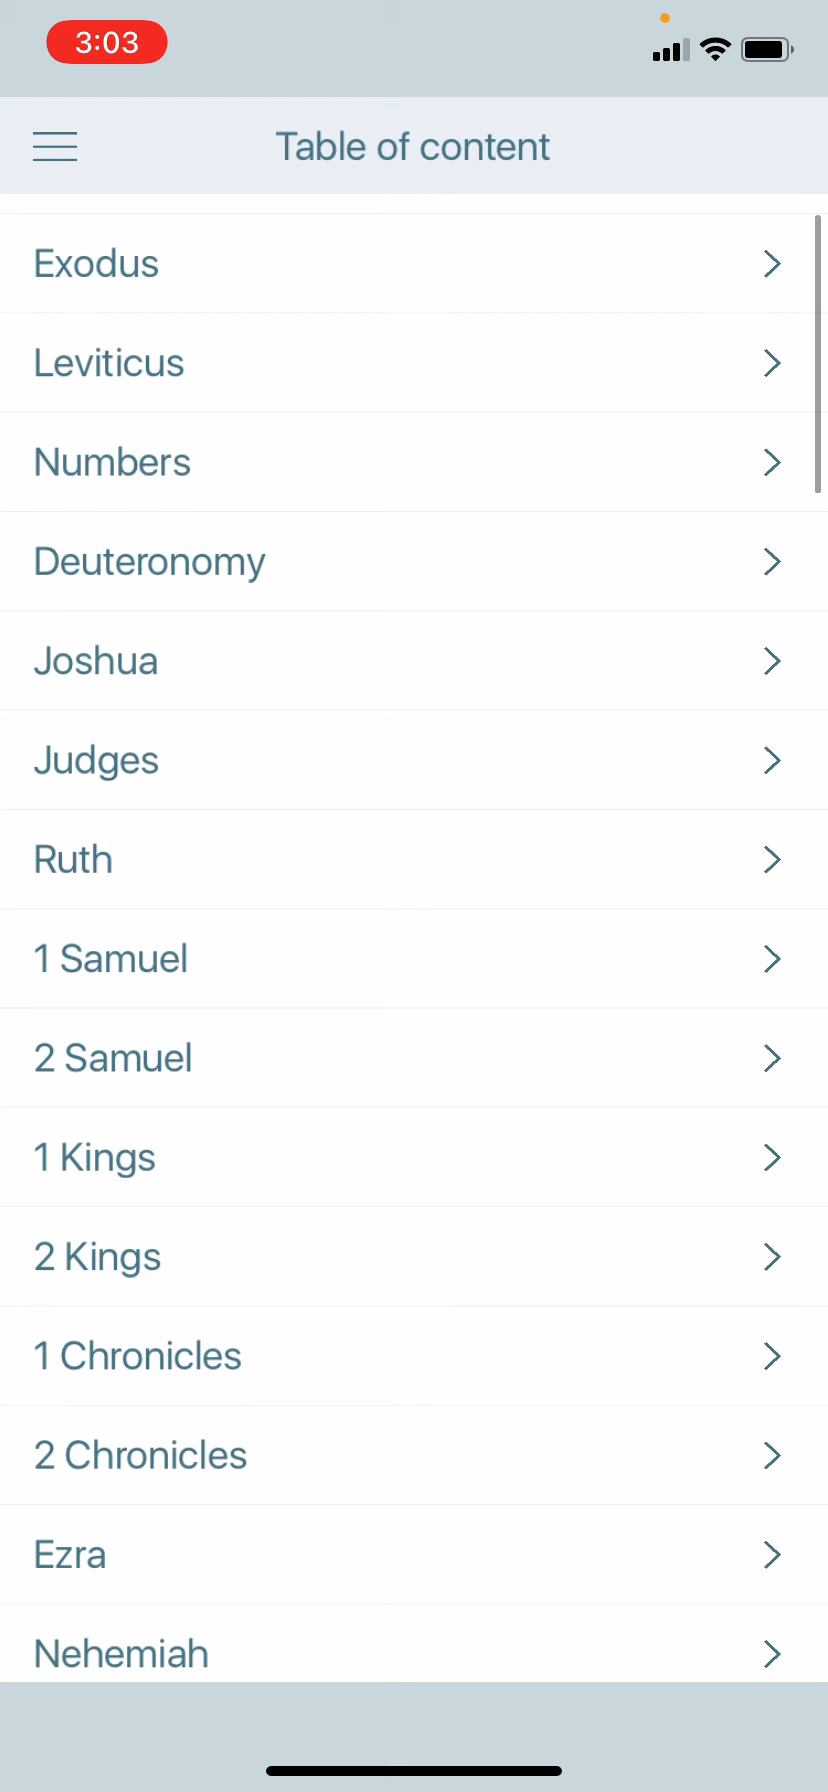 3:03
Table of content
Exodus
Leviticus
Numbers
Deuteronomy
Joshua
Judges
Ruth
1 Samuel
2 Samuel
1 Kings
2 Kings
1 Chronicles
2 Chronicles
Ezra
Nehemiah